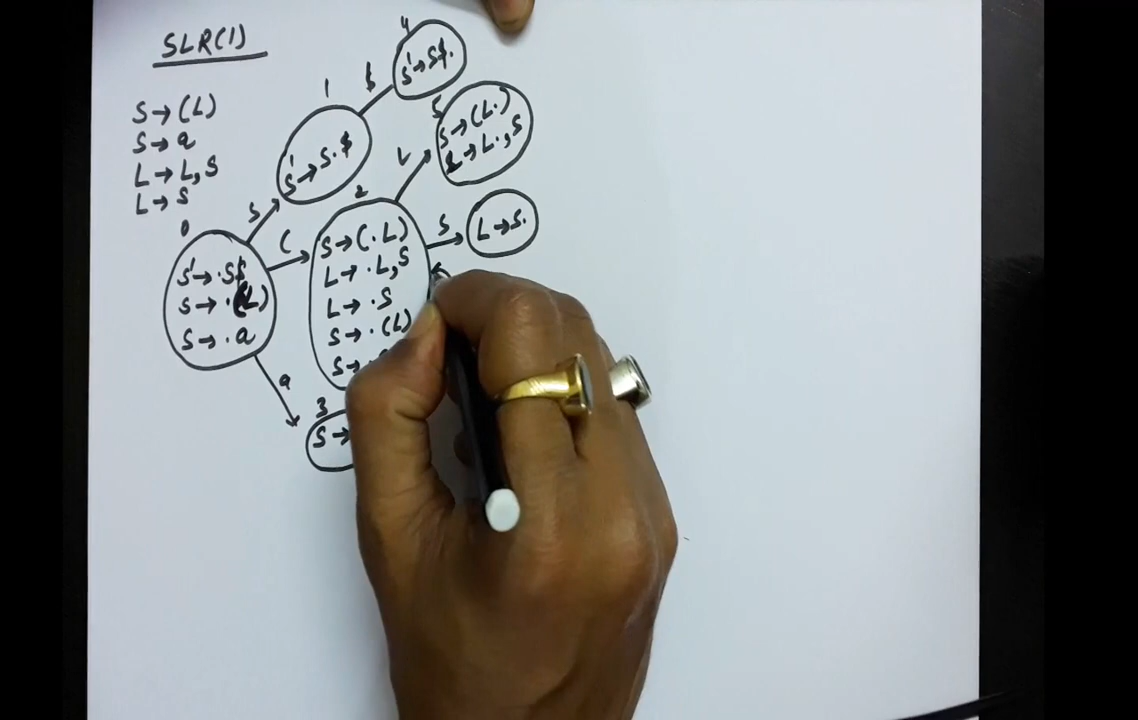 SLR(1)
S → (L)
S → a
L → L, S
L → S
0
S' → .S$
S → .(L)
S → .a
S
(
a
1
S' → S.$
$
4
S' → S$.
2
S → (.L)
L → .L, S
L → .S
S → .(L)
S → .
L
5
S → (L.)
L → L., S
S
L → S.
3
S →